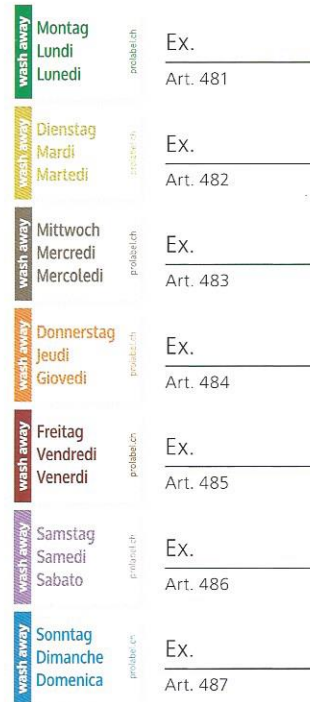 wash away
Montag
Lundi
Lunedi
prolabel.ch
Ex.
Art. 481
wash away
Dienstag
Mardi
Martedi
prolabel.ch
Ex.
Art. 482
wash away
Mittwoch
Mercredi
Mercoledi
prolabel.ch
Ex.
Art. 483
wash away
Donnerstag
Jeudi
Giovedi
prolabel.ch
Ex.
Art. 484
wash away
Freitag
Vendredi
Venerdi
prolabel.ch
Ex.
Art. 485
wash away
Samstag
Samedi
Sabato
prolabel.ch
Ex.
Art. 486
wash away
Sonntag
Dimanche
Domenica
prolabel.ch
Ex.
Art. 487